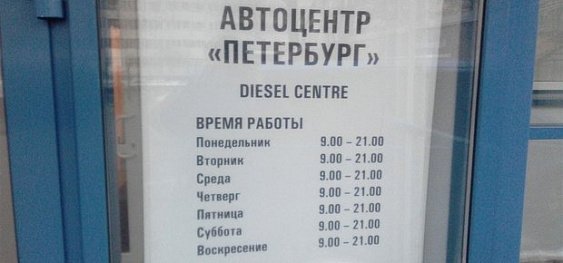 АВТОЦЕНТР
«ПЕТЕРБУРГ»
DIESEL CENTRE
ВРЕМЯ РАБОТЫ
Понедельник 9.00 – 21.00
Вторник 9.00 – 21.00
Среда 9.00 – 21.00
Четверг 9.00 – 21.00
Пятница 9.00 – 21.00
Суббота 9.00 – 21.00
Воскресение 9.00 – 21.00